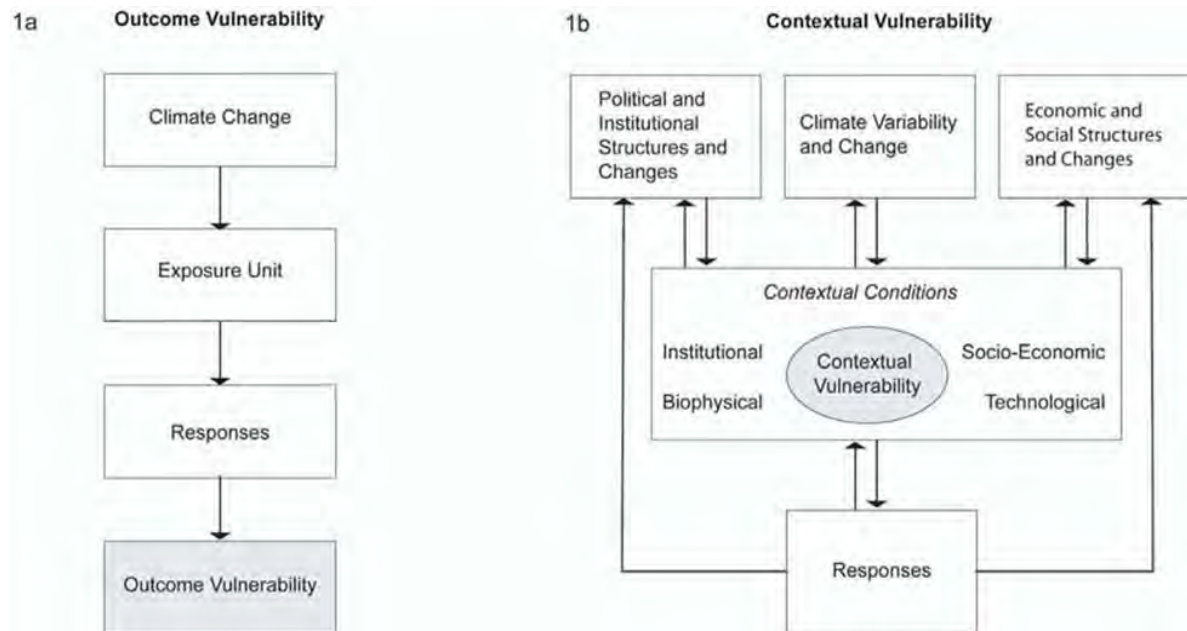 1a
Outcome Vulnerability
Climate Change
Exposure Unit
Responses
Outcome Vulnerability
1b
Contextual Vulnerability
Political and
Institutional
Structures and
Changes
Climate Variability
and Change
Economic and
Social Structures
and Changes
Contextual Conditions
Institutional
Biophysical
Contextual
Vulnerability
Socio-Economic
Technological
Responses